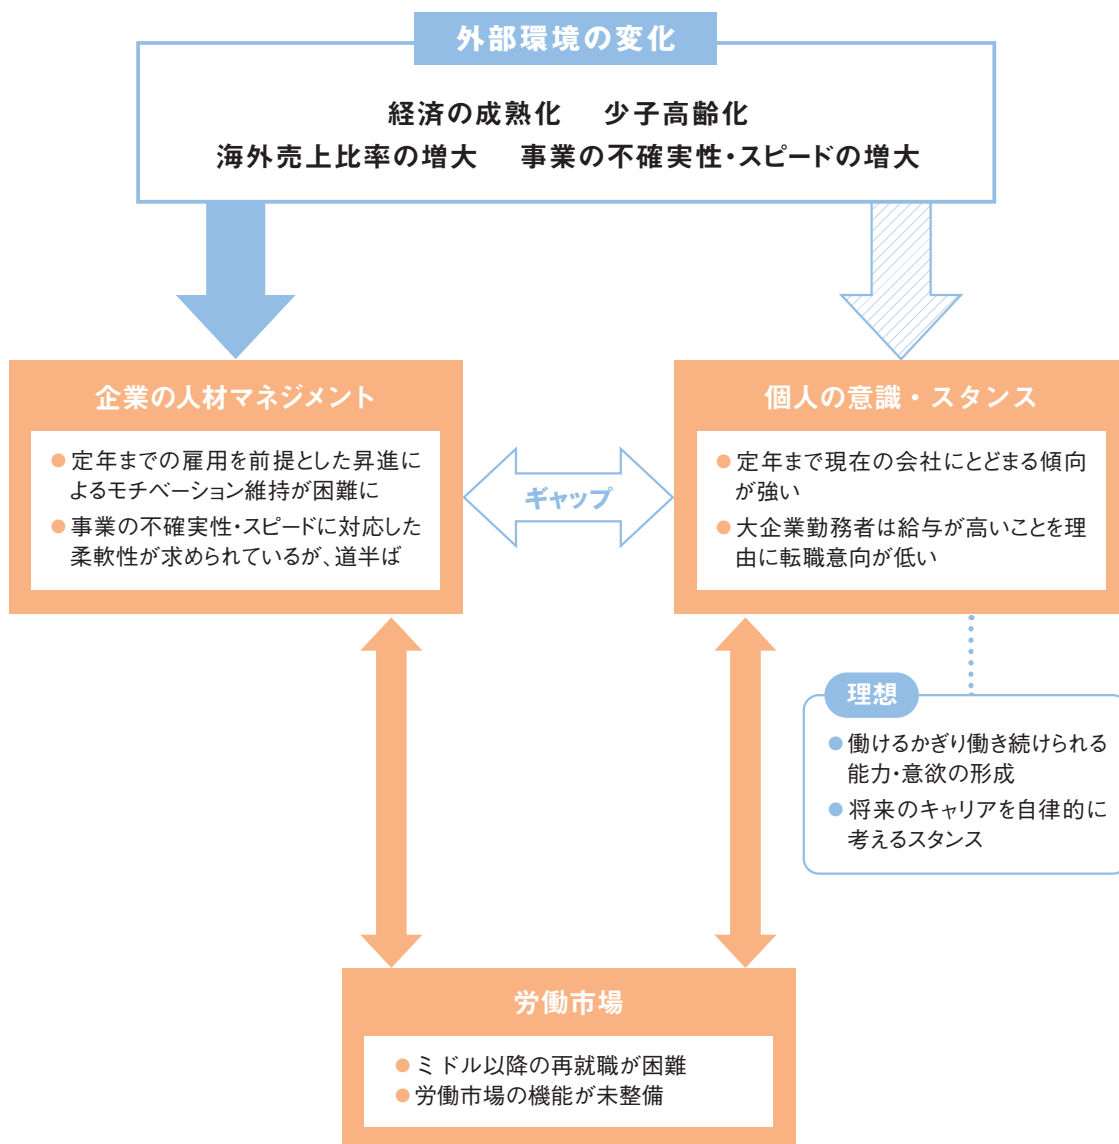 外部環境の変化
経済の成熟化 少子高齢化
海外売上比率の増大 事業の不確実性・スピードの増大
企業の人材マネジメント
● 定年までの雇用を前提とした昇進に
よるモチベーション維持が困難に
● 事業の不確実性・スピードに対応した
柔軟性が求められているが、道半ば
ギャップ
個人の意識・スタンス
● 定年まで現在の会社にとどまる傾向
が強い
● 大企業勤務者は給与が高いことを理
由に転職意向が低い
理想
● 働けるかぎり働き続けられる
能力・意欲の形成
● 将来のキャリアを自律的に
考えるスタンス
労働市場
● ミドル以降の再就職が困難
● 労働市場の機能が未整備